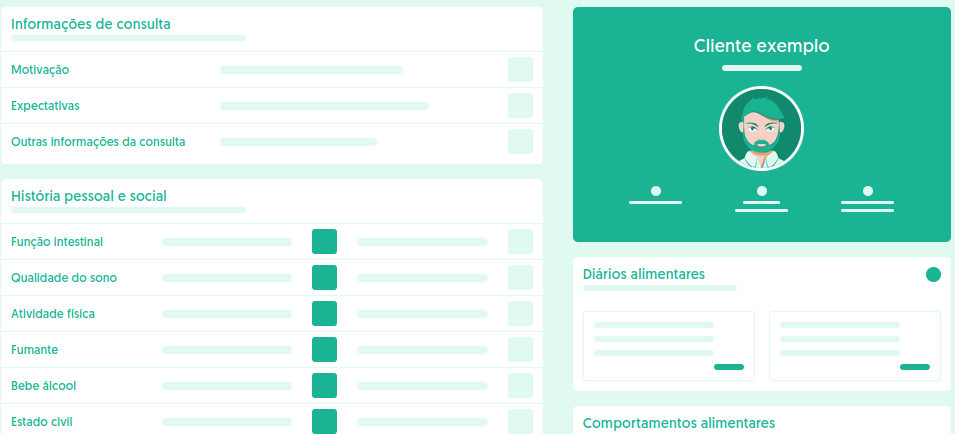 Informações de consulta
Motivação
Expectativas
Outras informações da consulta
História pessoal e social
Função intestinal
Qualidade do sono
Atividade física
Fumante
Bebe álcool
Estado civil
Cliente exemplo
Diários alimentares
Comportamentos alimentares